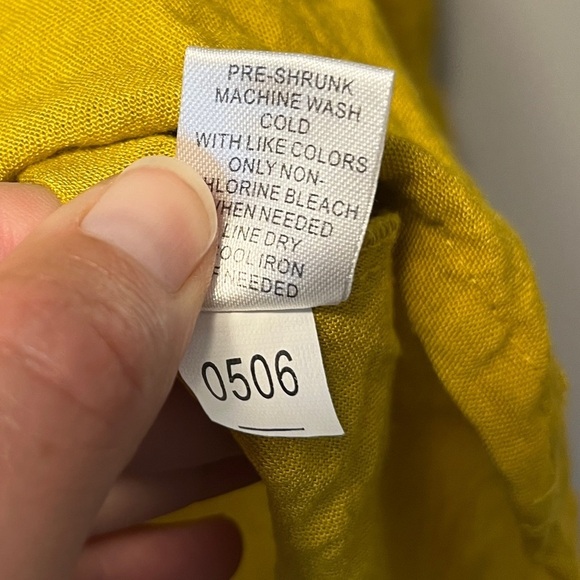 PRE-SHRUNK
MACHINE WASH
COLD
WITH LIKE COLORS
ONLY NON-
HLORINE BLEACH
HEN NEEDED
LINE DRY
OOL IRON
NEEDED
0506